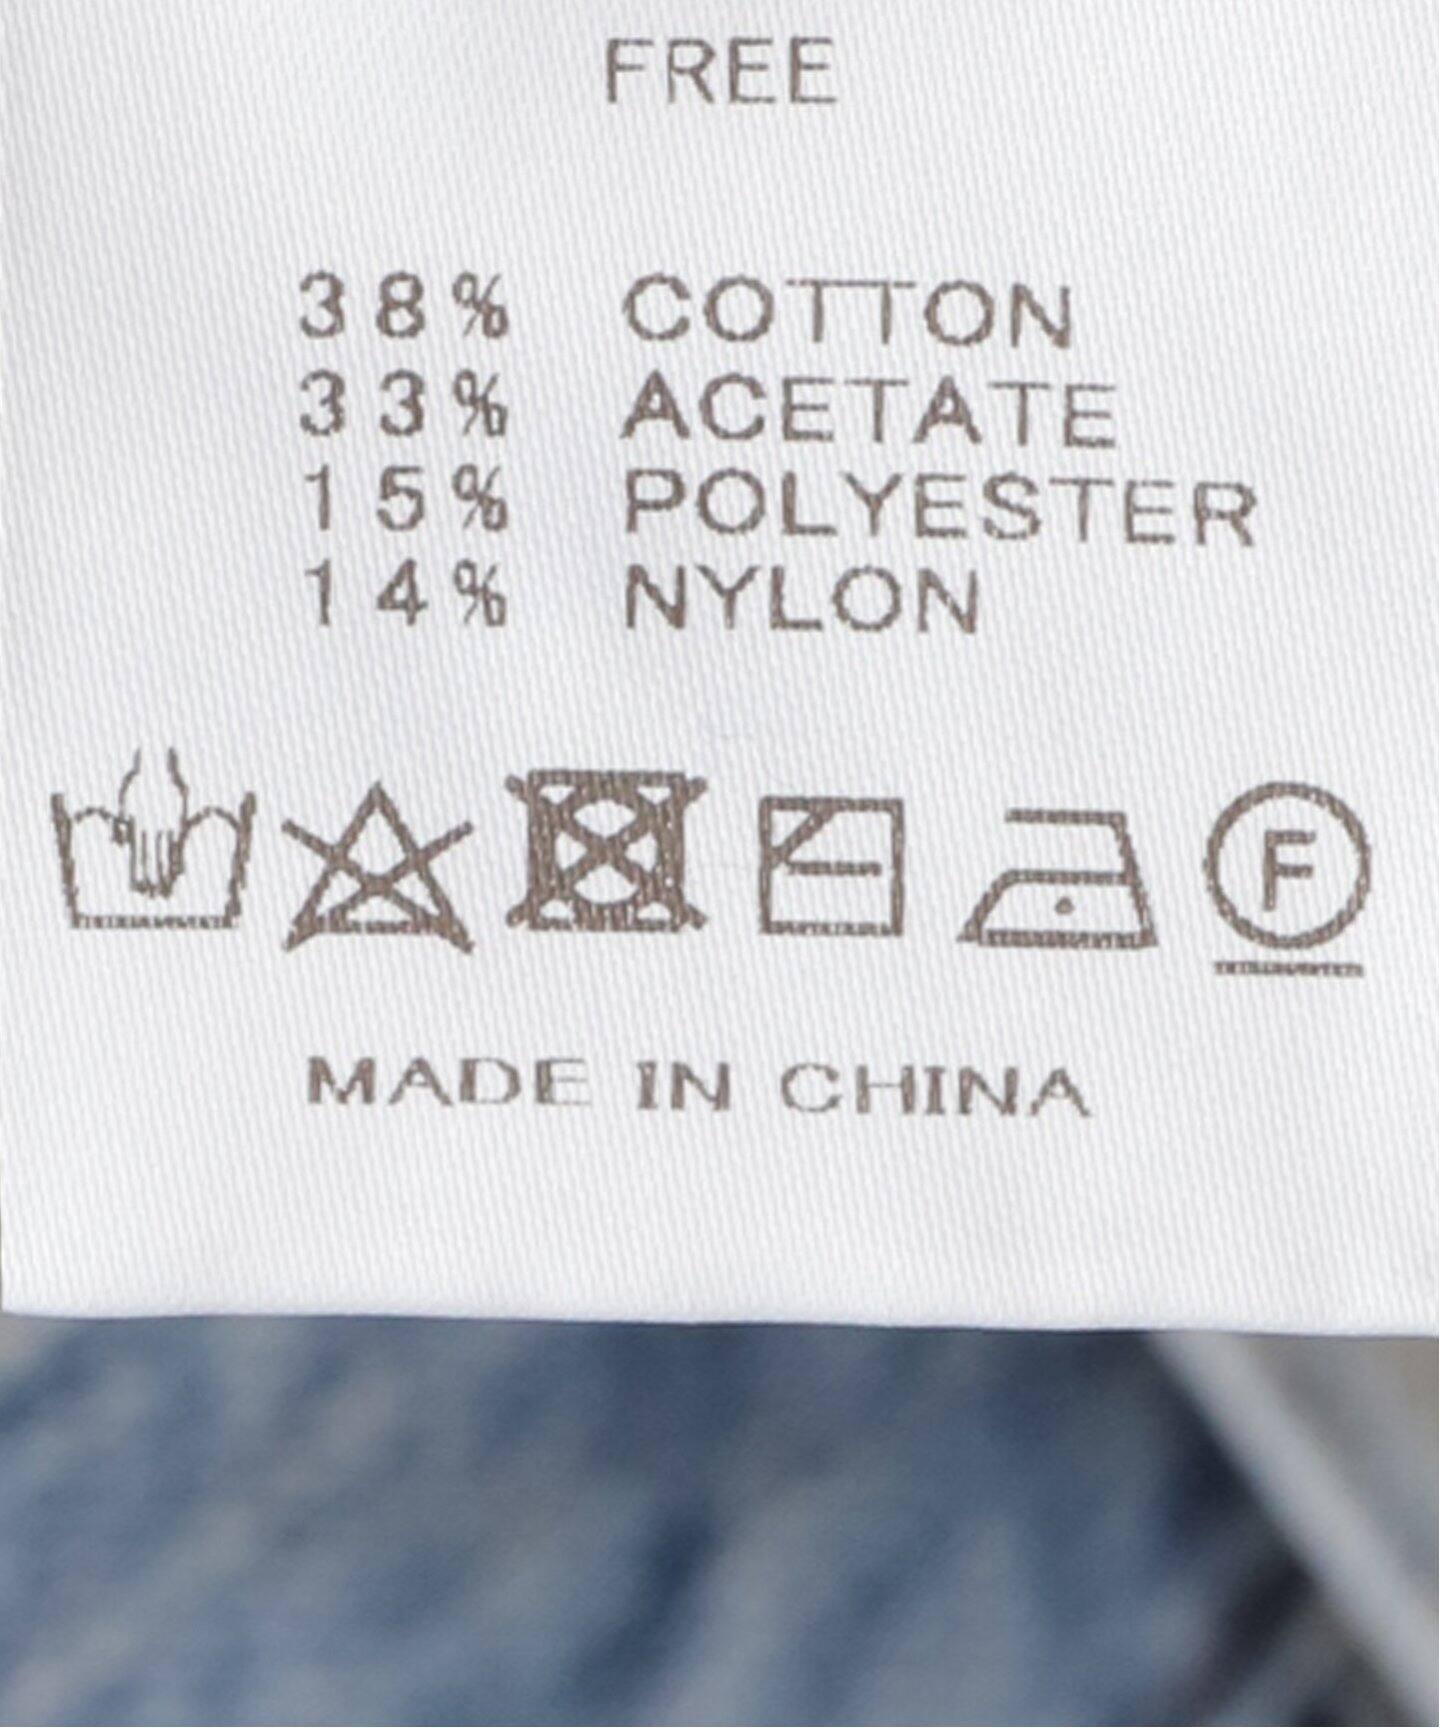 FREE
38% COTTON
33% ACETATE
15% POLYESTER
14% NYLON
F
MADE IN CHINA